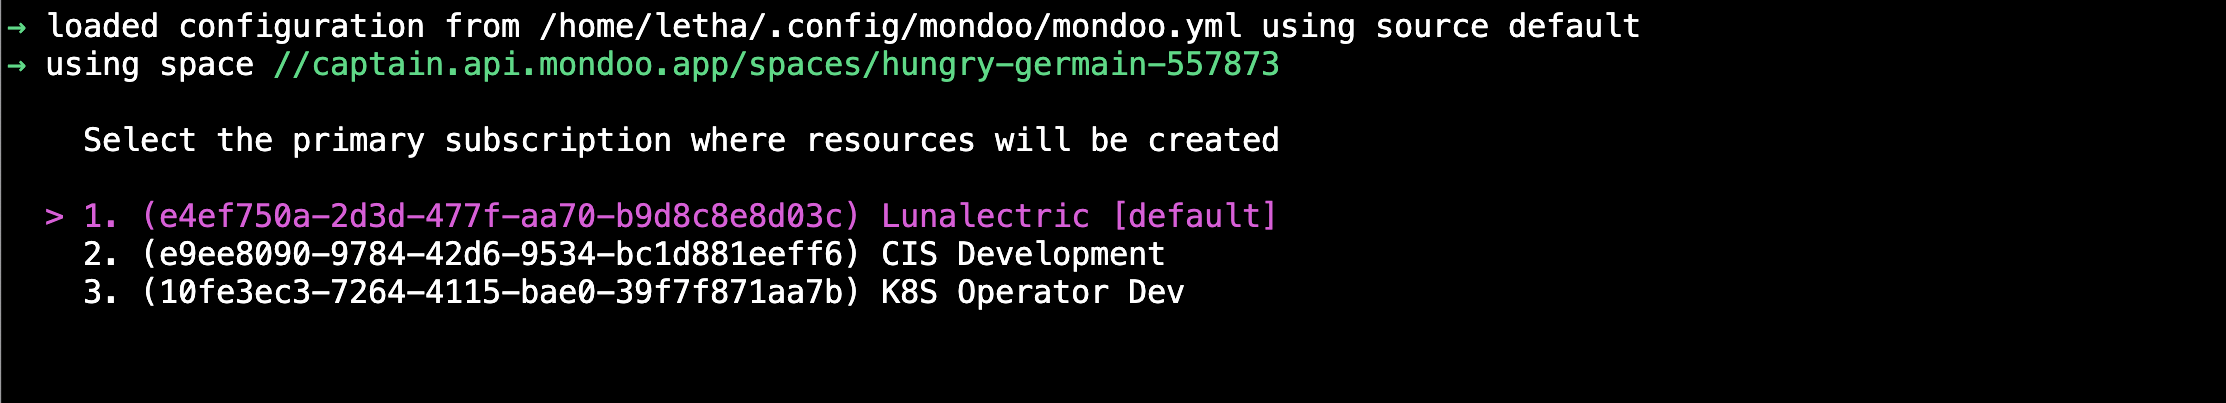 → loaded configuration from /home/letha/.config/mondoo/mondoo.yml using source default
→ using space //captain.api.mondoo.app/spaces/hungry-germain-557873
Select the primary subscription where resources will be created
> 1. (e4ef750a-2d3d-477f-aa70-b9d8c8e8d03c) Lunalectric [default]
2. (e9ee8090-9784-42d6-9534-bc1d881eeff6) CIS Development
3. (10fe3ec3-7264-4115-bae0-39f7f871aa7b) K8S Operator Dev